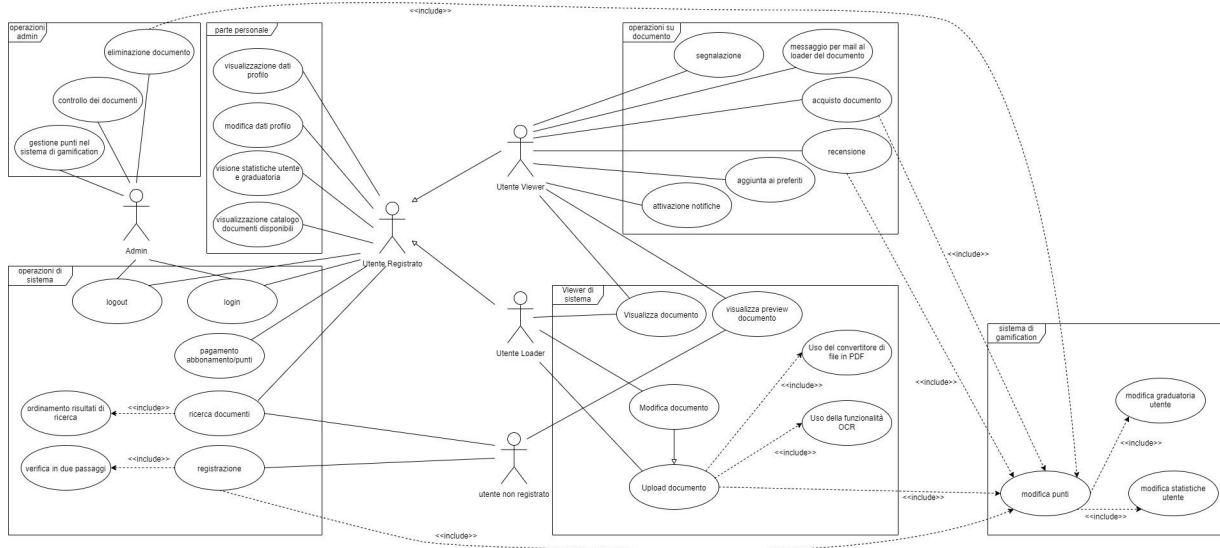 <<include>>
operazioni
admin
eliminazione documento
controllo dei documenti
gestione punti nel
sistema di gamification
Admin
parte personale
visualizzazione dati
profilo
modifica dati profilo
visione statistiche utente
e graduatoria
visualizzazione catalogo
documenti disponibili
Utente Registrato
operazioni su
documento
segnalazione
messaggio per mail al
loader del documento
acquisto documento
recensione
aggiunta ai preferiti
attivazione notifiche
Utente Viewer
<<include>>
operazioni di
sistema
logout
login
pagamento
abbonamento/punti
ordinamento risultati di
ricerca
<<include>>
ricerca documenti
verifica in due passaggi
<<include>>
registrazione
Utente Loader
utente non registrato
Viewer di
sistema
Visualizza documento
visualizza preview
documento
Uso del convertitore di
file in PDF
<<include>>
Modifica documento
Uso della funzionalità
OCR
<<include>>
Upload documento
<<include>>
<<include>>
<<include>>
sistema di
gamification
modifica graduatoria
utente
<<include>>
modifica punti
modifica statistiche
utente
<<include>>
<<include>>